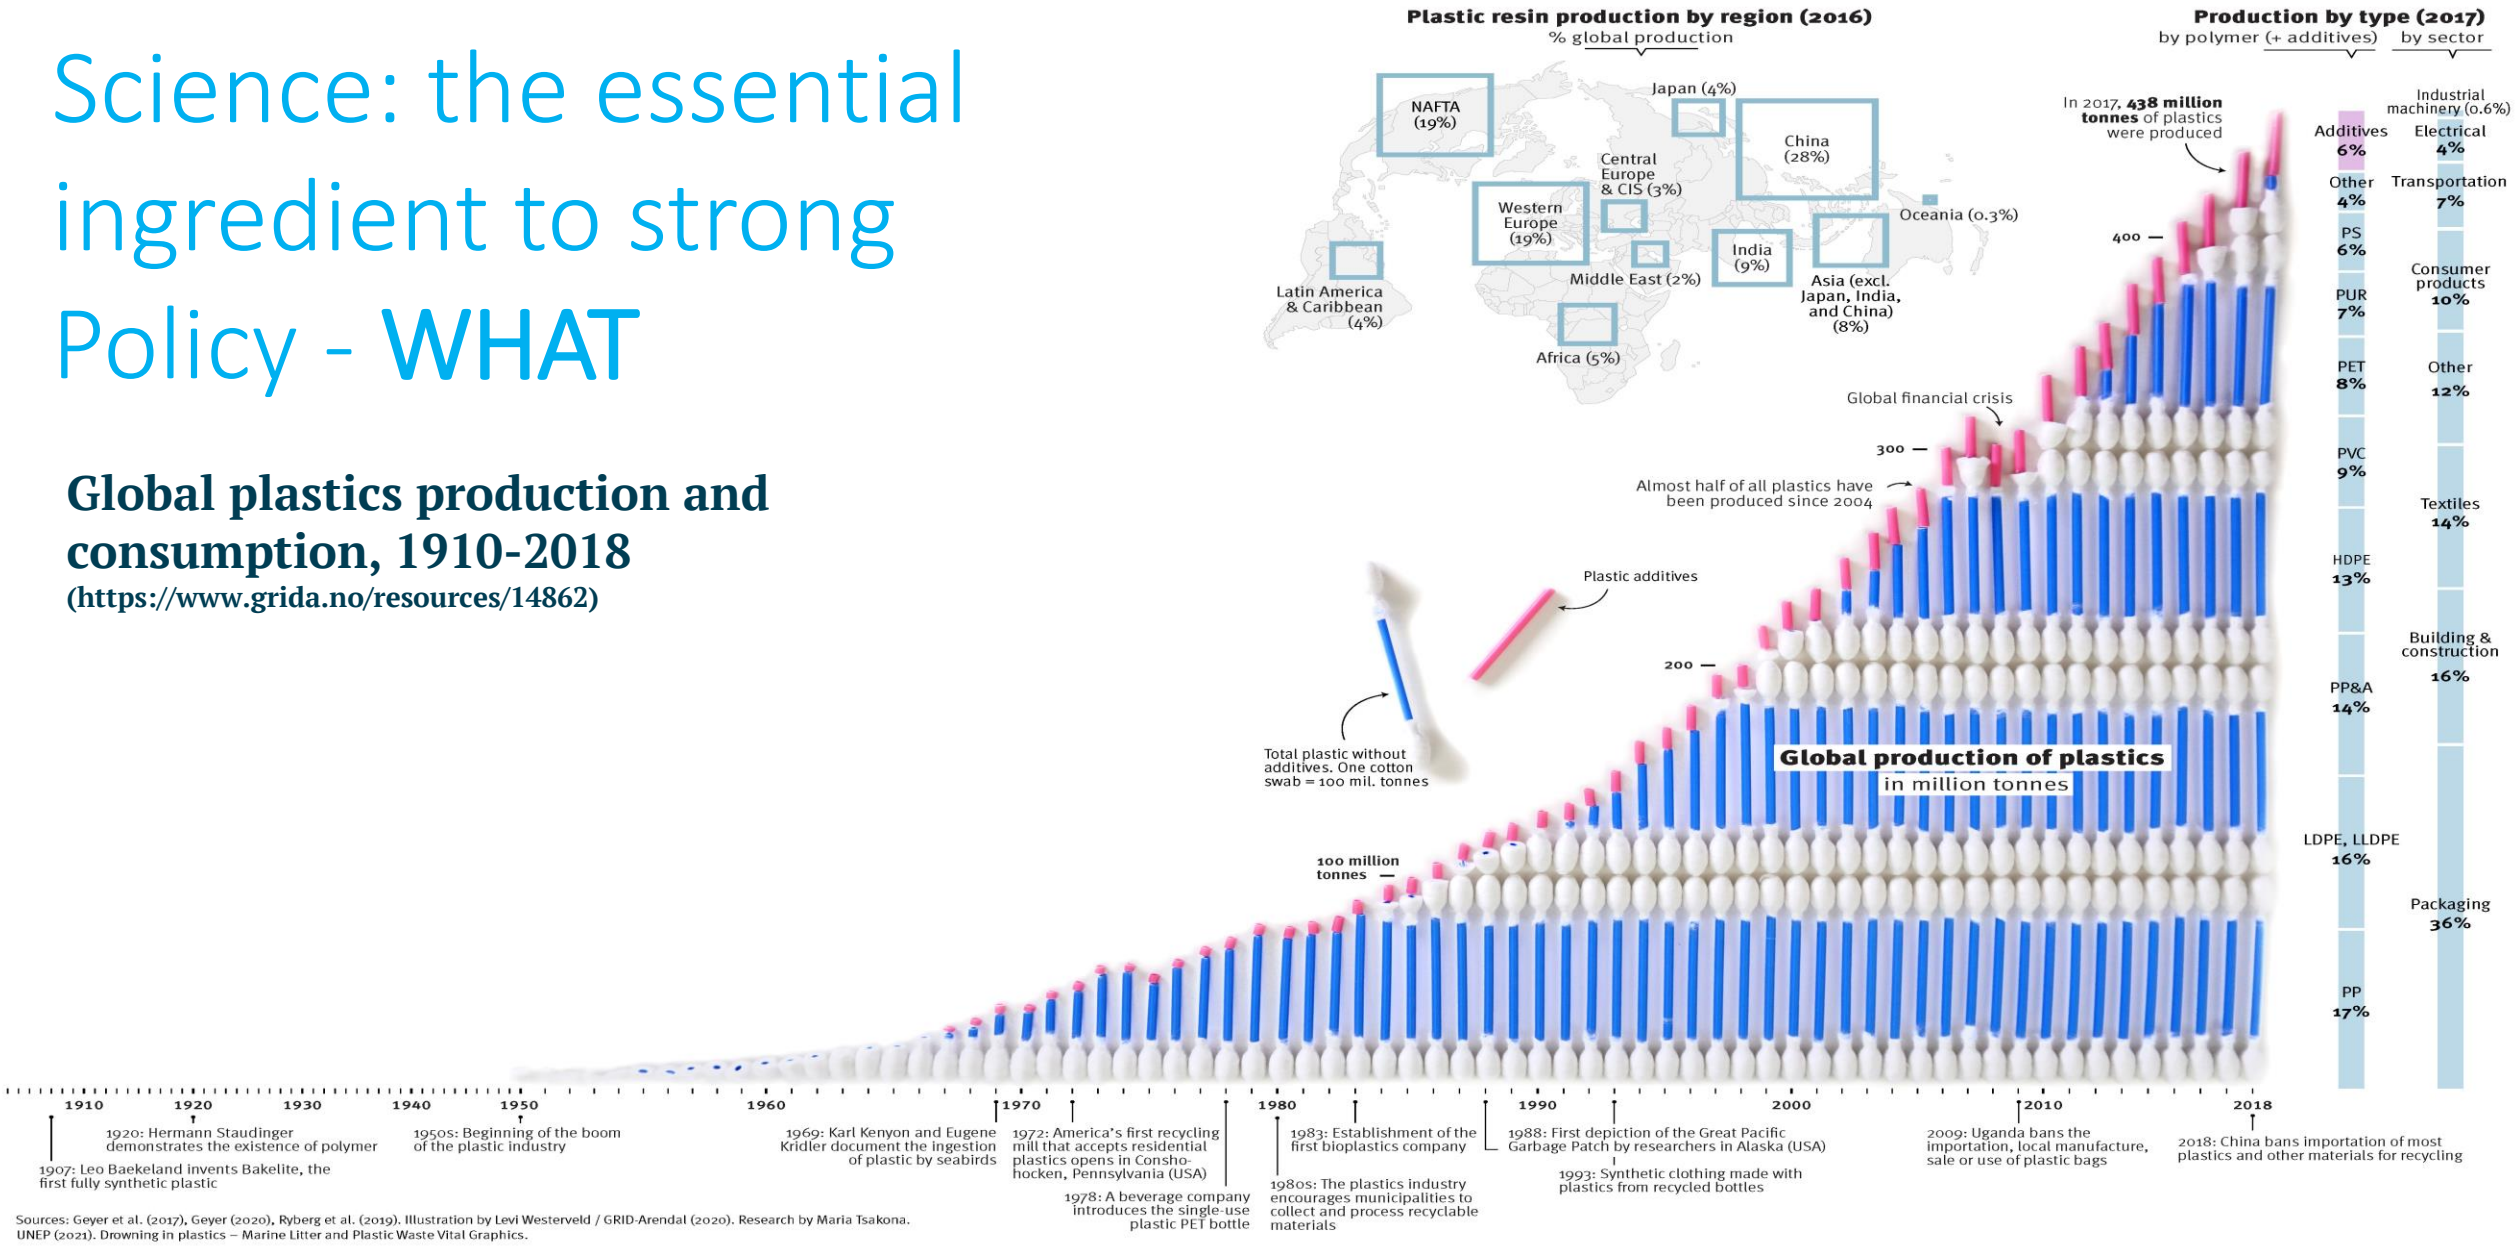 Science: the essential
ingredient to strong
Policy - WHAT
Global plastics production and
consumption, 1910-2018
(https://www.grida.no/resources/14862)
Plastic resin production by region (2016)
% global production
NAFTA
(19%)
Japan (4%)
China
(28%)
Central
Europe
& CIS (3%)
Western
Europe
(19%)
Oceania (0.3%)
India
(9%)
Middle East (2%)
Asia (excl.
Japan, India,
and China)
(8%)
Latin America
& Caribbean
(4%)
Africa (5%)
Production by type (2017)
by polymer (+ additives)
by sector
Additives
6%
Other
4%
PS
6%
PUR
7%
PET
8%
PVC
9%
HDPE
13%
PP&A
14%
LDPE, LLDPE
16%
PP
17%
Industrial
machinery (0.6%)
Electrical
4%
Transportation
7%
Consumer
products
10%
Other
12%
Textiles
14%
Building &
construction
16%
Packaging
36%
In 2017, 438 million
tonnes of plastics
were produced
400
Global financial crisis
300
Almost half of all plastics have
been produced since 2004
Plastic additives
200
Total plastic without
additives. One cotton
swab = 100 mil. tonnes
Global production of plastics
in million tonnes
100 million
tonnes
1910
1920
1930
1940
1950
1960
1970
1980
1990
2000
2010
2018
1907: Leo Baekeland invents Bakelite, the
first fully synthetic plastic
1920: Hermann Staudinger
demonstrates the existence of polymer
1950s: Beginning of the boom
of the plastic industry
1969: Karl Kenyon and Eugene
Kridler document the ingestion
of plastic by seabirds
1972: America's first recycling
mill that accepts residential
plastics opens in Consho-
hocken, Pennsylvania (USA)
1978: A beverage company
introduces the single-use
plastic PET bottle
1980s: The plastics industry
encourages municipalities to
collect and process recyclable
materials
1983: Establishment of the
first bioplastics company
1988: First depiction of the Great Pacific
Garbage Patch by researchers in Alaska (USA)
1993: Synthetic clothing made with
plastics from recycled bottles
2009: Uganda bans the
importation, local manufacture,
sale or use of plastic bags
2018: China bans importation of most
plastics and other materials for recycling
Sources: Geyer et al. (2017), Geyer (2020), Ryberg et al. (2019). Illustration by Levi Westerveld / GRID-Arendal (2020). Research by Maria Tsakona.
UNEP (2021). Drowning in plastics – Marine Litter and Plastic Waste Vital Graphics.